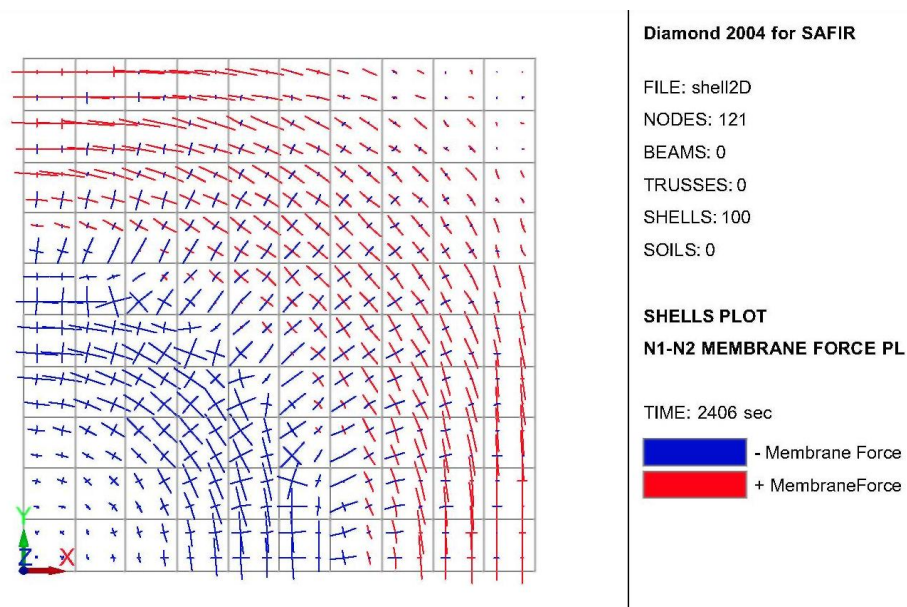 Diamond 2004 for SAFIR
FILE: shell2D
NODES: 121
BEAMS: 0
TRUSSES: 0
SHELLS: 100
SOILS: 0
SHELLS PLOT
N1-N2 MEMBRANE FORCE PL
TIME: 2406 sec
- Membrane Force
+ MembraneForce
Y
Z X